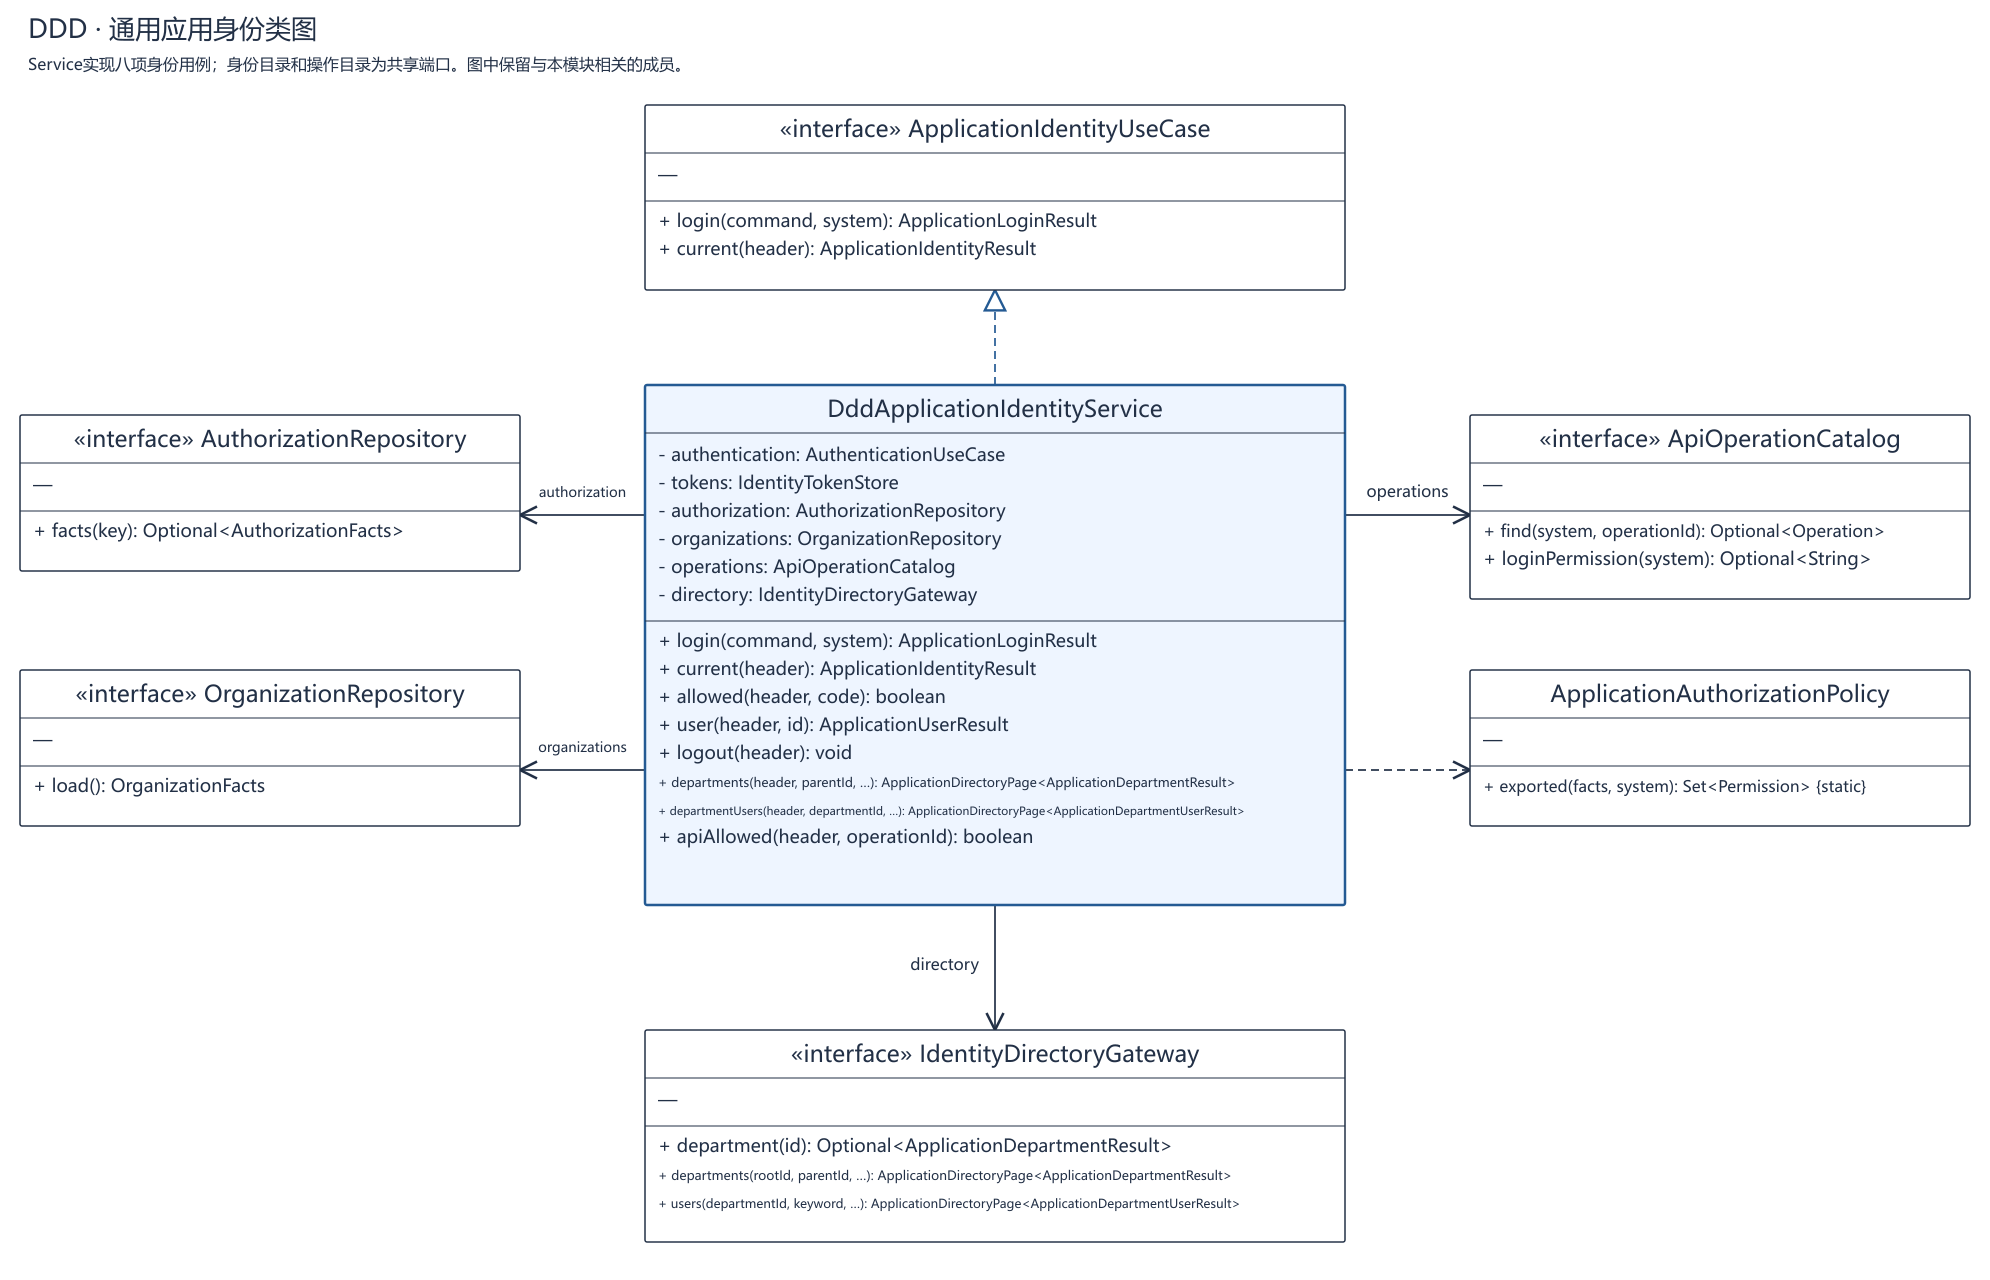 DDD · 通用应用身份类图
Service实现八项身份用例；身份目录和操作目录为共享端口。图中保留与本模块相关的成员。
«interface» ApplicationIdentityUseCase
—
+ login(command, system): ApplicationLoginResult
+ current(header): ApplicationIdentityResult
«interface» AuthorizationRepository
—
+ facts(key): Optional<AuthorizationFacts>
authorization
«interface» OrganizationRepository
—
+ load(): OrganizationFacts
organizations
DddApplicationIdentityService
- authentication: AuthenticationUseCase
- tokens: IdentityTokenStore
- authorization: AuthorizationRepository
- organizations: OrganizationRepository
- operations: ApiOperationCatalog
- directory: IdentityDirectoryGateway
+ login(command, system): ApplicationLoginResult
+ current(header): ApplicationIdentityResult
+ allowed(header, code): boolean
+ user(header, id): ApplicationUserResult
+ logout(header): void
+ departments(header, parentId, ...): ApplicationDirectoryPage<ApplicationDepartmentResult>
+ departmentUsers(header, departmentId, ...): ApplicationDirectoryPage<ApplicationDepartmentUserResult>
+ apiAllowed(header, operationId): boolean
operations
«interface» ApiOperationCatalog
—
+ find(system, operationId): Optional<Operation>
+ loginPermission(system): Optional<String>
ApplicationAuthorizationPolicy
—
+ exported(facts, system): Set<Permission> {static}
directory
«interface» IdentityDirectoryGateway
—
+ department(id): Optional<ApplicationDepartmentResult>
+ departments(rootId, parentId, ...): ApplicationDirectoryPage<ApplicationDepartmentResult>
+ users(departmentId, keyword, ...): ApplicationDirectoryPage<ApplicationDepartmentUserResult>